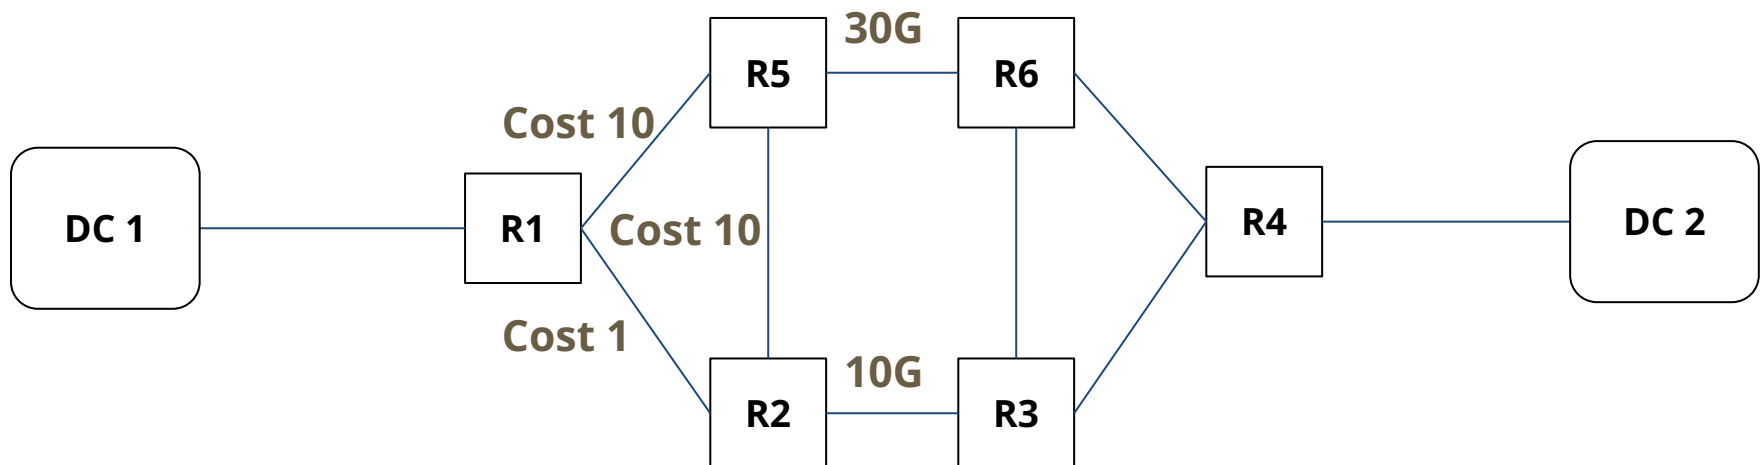 30G
R5
R6
Cost 10
DC 1
R1
Cost 10
R4
DC 2
Cost 1
10G
R2
R3